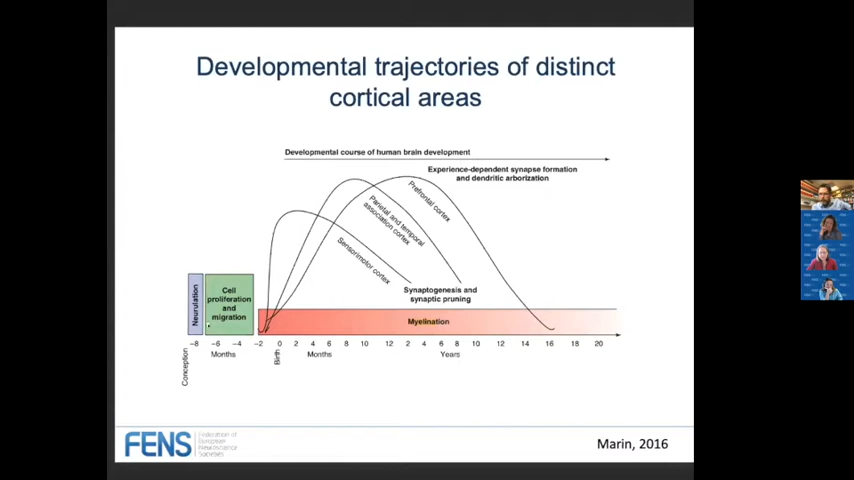 Developmental trajectories of distinct
cortical areas
Developmental course of human brain development
Experience-dependent synapse formation
and dendritic arborization
Prefrontal cortex
Parietal and temporal
association cortex
Sensorimotor cortex
Synaptogenesis and
synaptic pruning
Neurulation
Cell
proliferation
and
migration
Myelination
−8 −6 −4 −2 0 2 4 6 8 10 12 2 4 6 8 10 12 14 16 18 20
Conception
Months
Birth
Months
Years
FENS
Federation of
European
Neuroscience
Societies
Marin, 2016